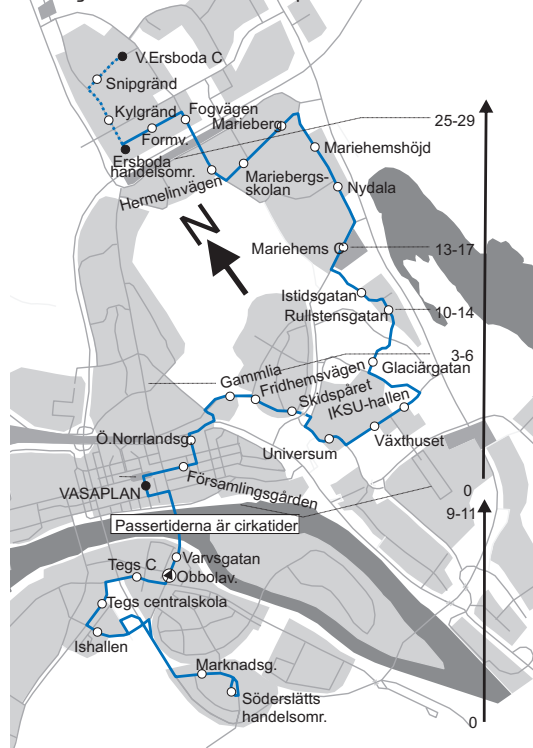 V.Ersboda C
Snipgränd
Kylgränd
Fogvägen
Formv.
Marieberg
25-29
Ersboda
handelsomr.
Mariehemshöjd
Mariebergs-
skolan
Hermelinvägen
Nydala
N
Mariehems C
13-17
Istidsgatan
Rullstensgatan
10-14
3-6
Glaciärgatan
Gammlia
Fridhemsvägen
Skidspåret
IKSU-hallen
Ö.Norrlandsg.
Universum
Växthuset
VASAPLAN
Församlingsgården
0
9-11
Passertiderna är cirkatider
Varvsgatan
Tegs C
Obbolav.
Tegs centralskola
Ishallen
Marknadsg.
Söderslätts
handelsomr.
0